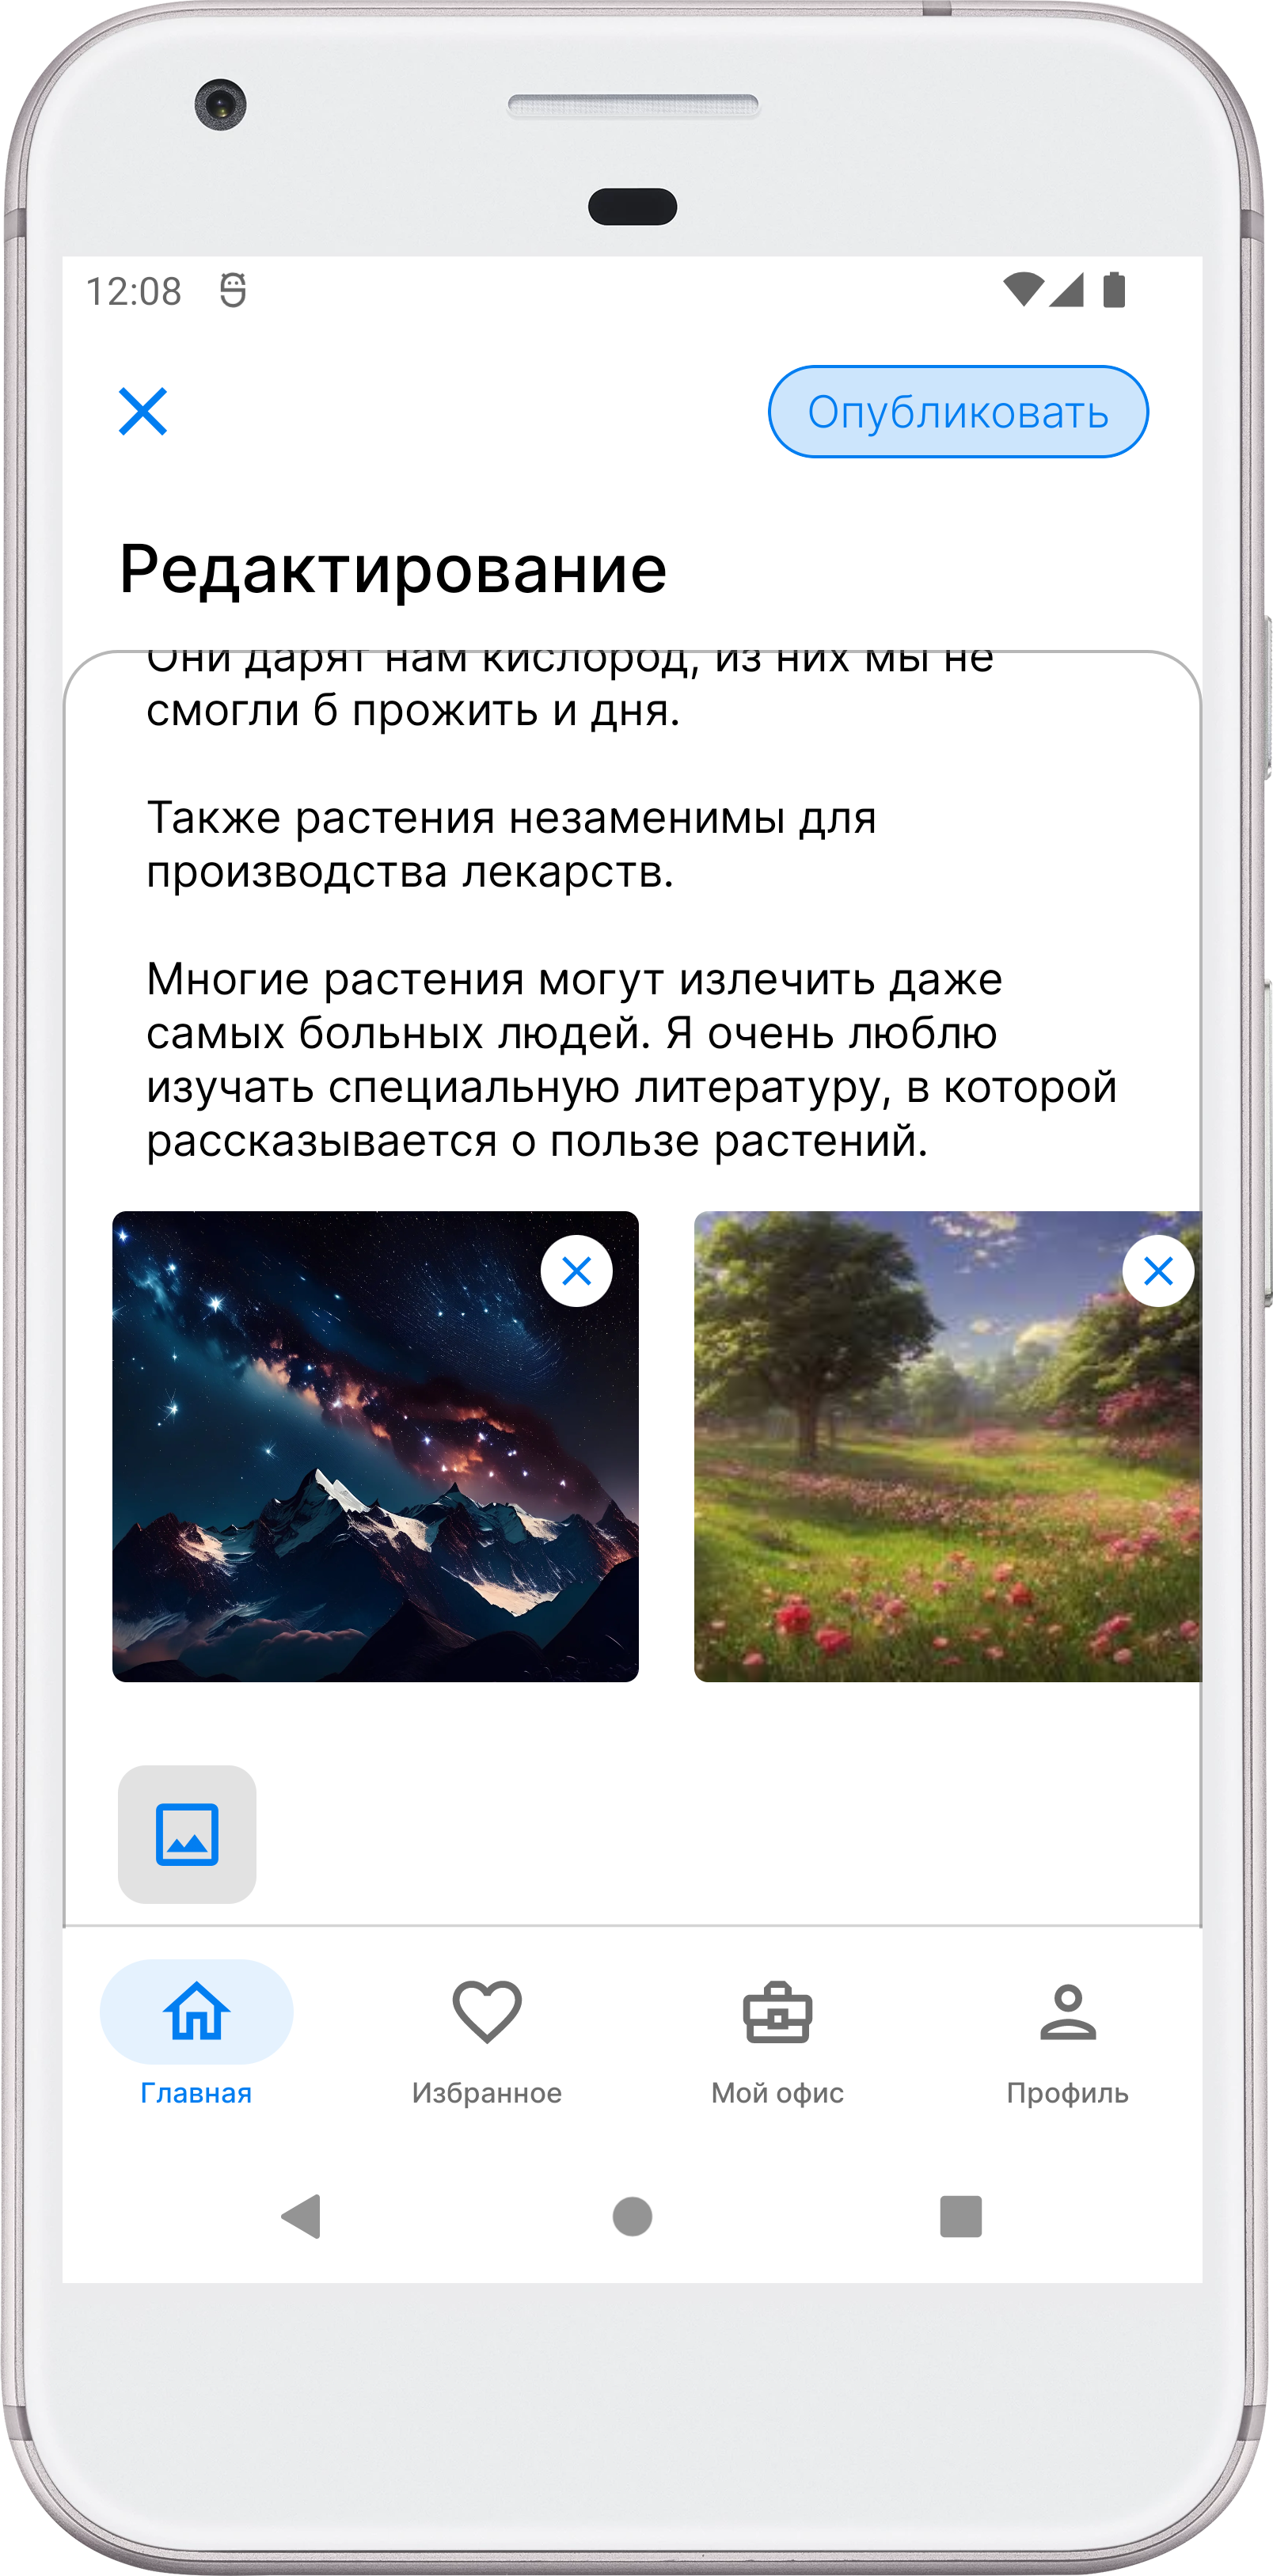 12:08
Опубликовать
Редактирование
Они дарят нам кислород, из них мы не
смогли б прожить и дня.
Также растения незаменимы для
производства лекарств.
Многие растения могут излечить даже
самых больных людей. Я очень люблю
изучать специальную литературу, в которой
рассказывается о пользе растений.
Главная
Избранное
Мой офис
Профиль